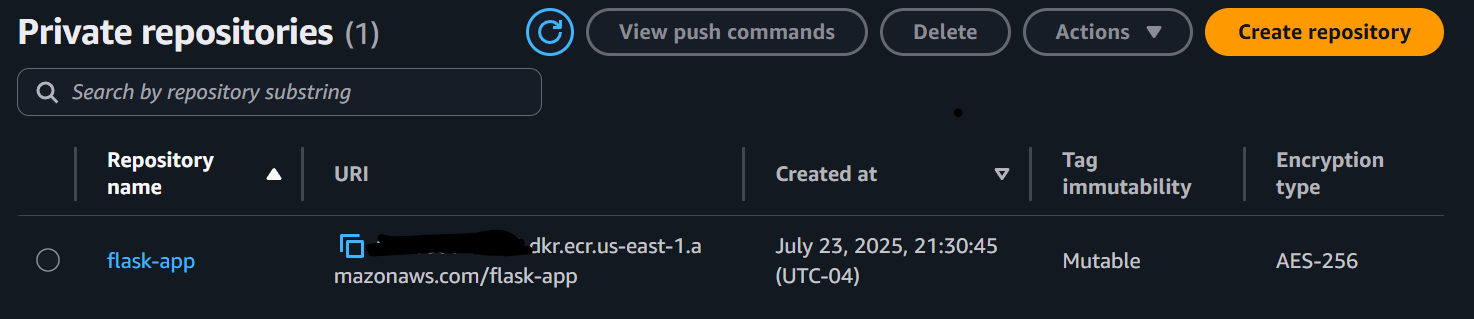 Private repositories (1)
View push commands
Delete
Actions
Create repository
Search by repository substring
Repository name
URI
Created at
Tag immutability
Encryption type
flask-app
dkr.ecr.us-east-1.a
mazonaws.com/flask-app
July 23, 2025, 21:30:45
(UTC-04)
Mutable
AES-256